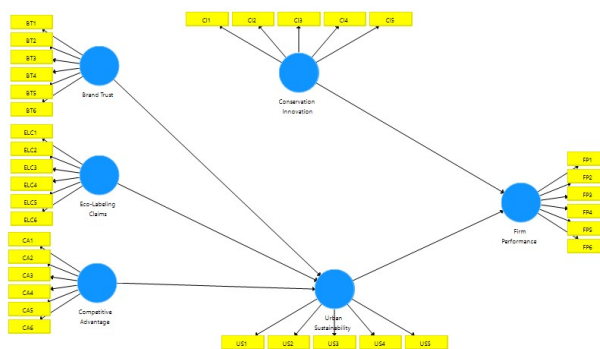 BT1
BT2
BT3
BT4
BT5
BT6
Brand Trust
CI1
CI2
CI3
CI4
CI5
Conservation
Innovation
ELC1
ELC2
ELC3
ELC4
ELC5
ELC6
Eco-Labeling
Claims
FP1
FP2
FP3
FP4
FP5
FP6
Firm
Performance
CA1
CA2
CA3
CA4
CA5
CA6
Competitive
Advantage
Urban
Sustainability
US1
US2
US3
US4
US5